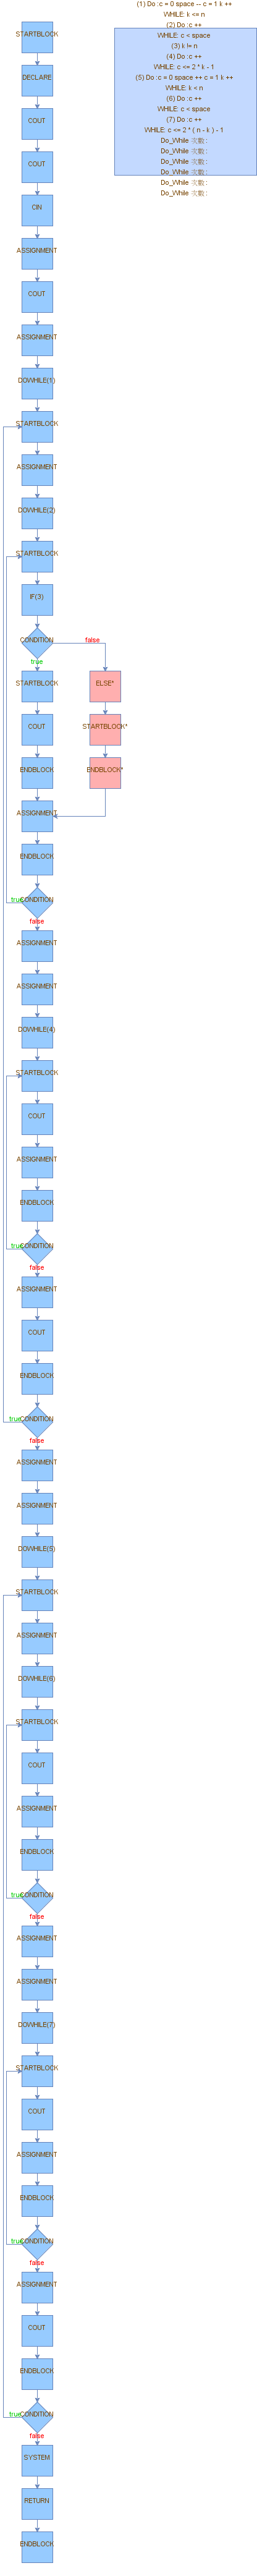 (1) Do :c = 0 space -- c = 1 k ++
WHILE: k <= n
(2) Do :c ++
WHILE: c < space
(3) k != n
(4) Do :c ++
WHILE: c <= 2 * k - 1
(5) Do :c = 0 space ++ c = 1 k ++
WHILE: k < n
(6) Do :c ++
WHILE: c < space
(7) Do :c ++
WHILE: c <= 2 * ( n - k ) - 1
Do_While 次數 :
Do_While 次數 :
Do_While 次數 :
Do_While 次數 :
Do_While 次數 :
Do_While 次數 :
STARTBLOCK
DECLARE
COUT
COUT
CIN
ASSIGNMENT
COUT
ASSIGNMENT
DOWHILE(1)
STARTBLOCK
ASSIGNMENT
DOWHILE(2)
STARTBLOCK
IF(3)
CONDITION
false
true
STARTBLOCK
ELSE*
COUT
STARTBLOCK*
ENDBLOCK
ENDBLOCK*
ASSIGNMENT
ENDBLOCK
true
CONDITION
false
ASSIGNMENT
ASSIGNMENT
DOWHILE(4)
STARTBLOCK
COUT
ASSIGNMENT
ENDBLOCK
true
CONDITION
false
ASSIGNMENT
COUT
ENDBLOCK
true
CONDITION
false
ASSIGNMENT
ASSIGNMENT
DOWHILE(5)
STARTBLOCK
ASSIGNMENT
DOWHILE(6)
STARTBLOCK
COUT
ASSIGNMENT
ENDBLOCK
true
CONDITION
false
ASSIGNMENT
ASSIGNMENT
DOWHILE(7)
STARTBLOCK
COUT
ASSIGNMENT
ENDBLOCK
true
CONDITION
false
ASSIGNMENT
COUT
ENDBLOCK
true
CONDITION
false
SYSTEM
RETURN
ENDBLOCK